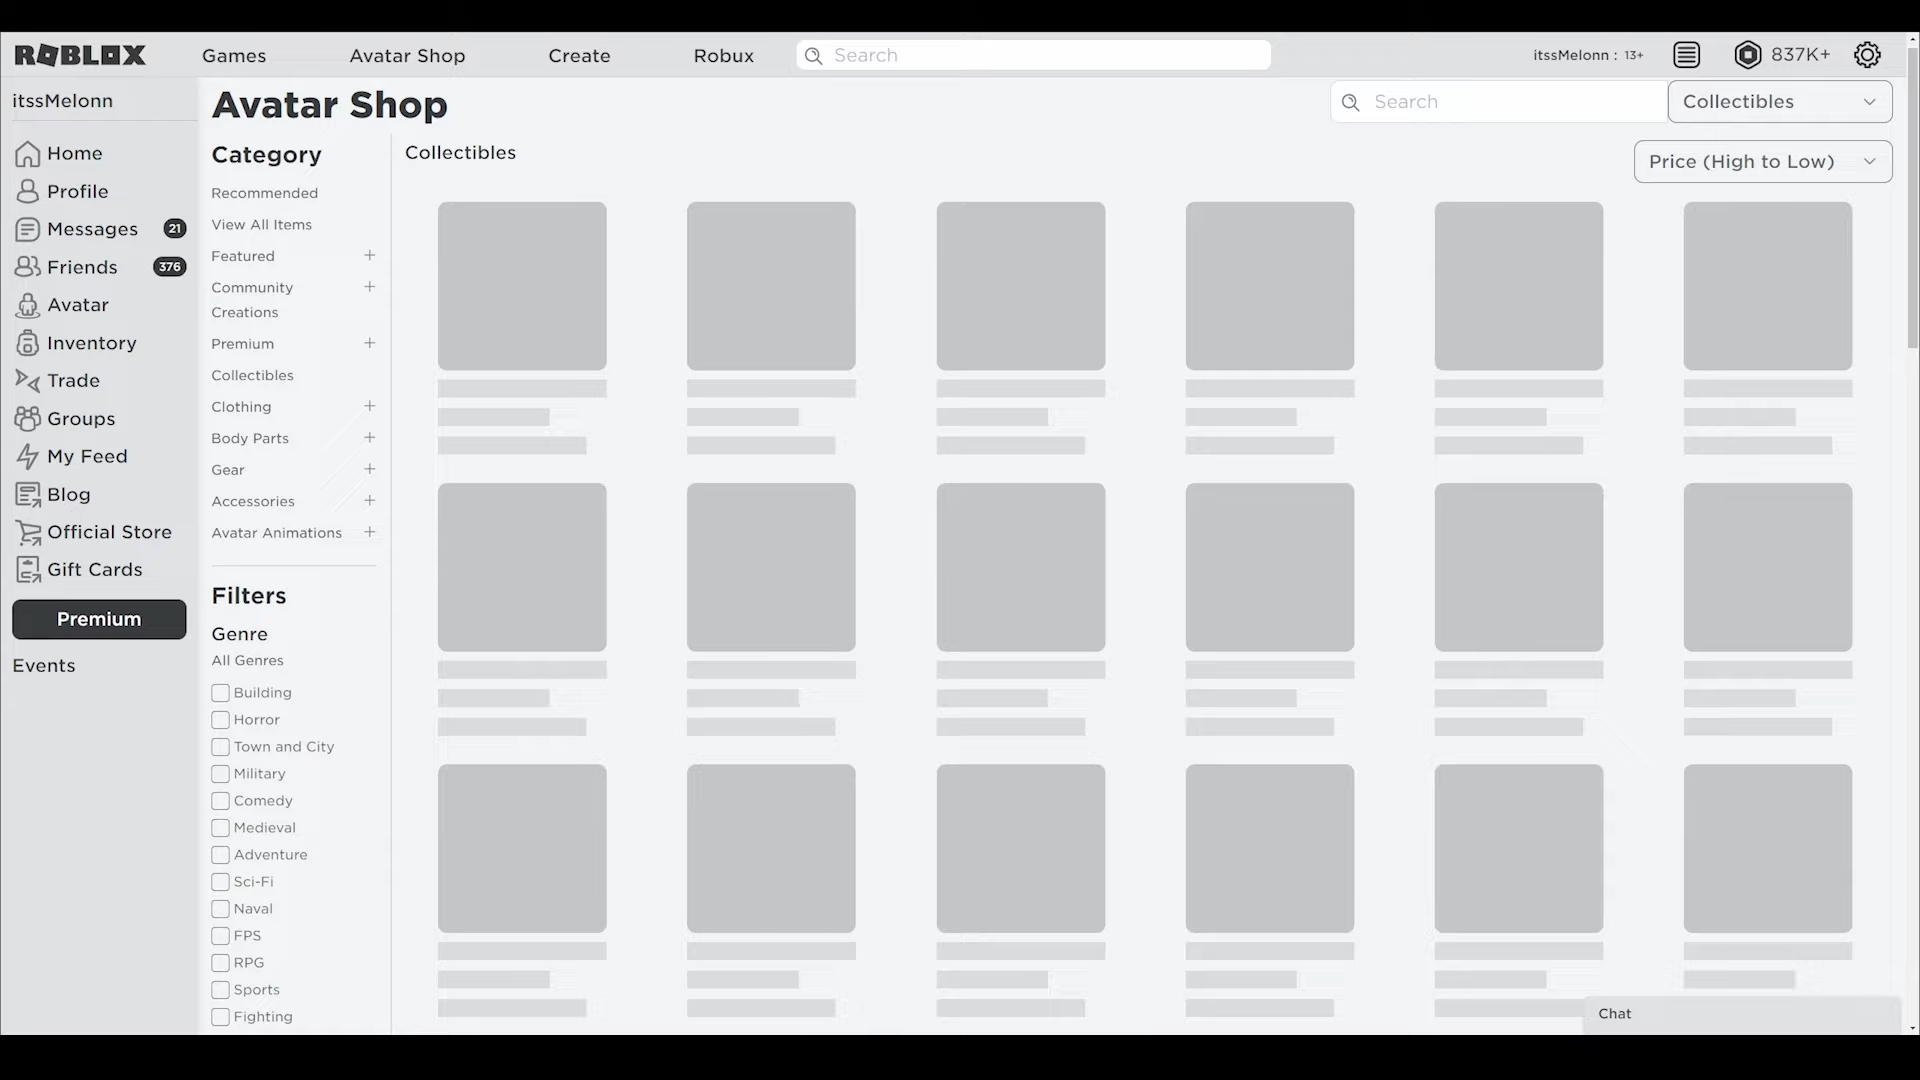 ROBLOX
Games
Avatar Shop
Create
Robux
Search
itssMelonn : 13+
837K+
itssMelonn
Home
Profile
Messages 21
Friends 376
Avatar
Inventory
Trade
Groups
My Feed
Blog
Official Store
Gift Cards
Premium
Events
Avatar Shop
Search
Collectibles
Category
Recommended
View All Items
Featured +
Community +
Creations
Premium +
Collectibles
Clothing +
Body Parts +
Gear +
Accessories +
Avatar Animations +
Filters
Genre
All Genres
Building
Horror
Town and City
Military
Comedy
Medieval
Adventure
Sci-Fi
Naval
FPS
RPG
Sports
Fighting
Collectibles
Price (High to Low)
Chat